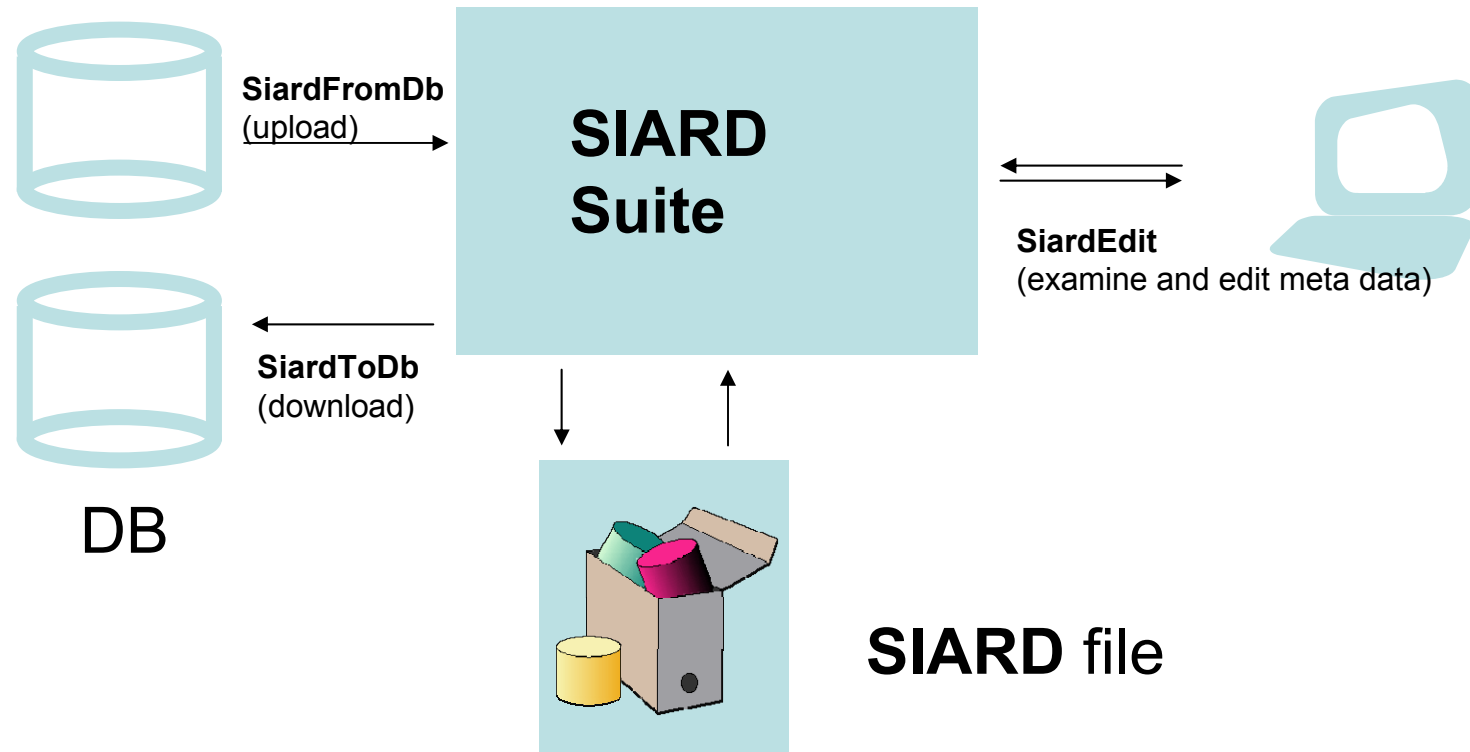 SiardFromDb
(upload)
SIARD
Suite
SiardEdit
(examine and edit meta data)
SiardToDb
(download)
DB
SIARD file